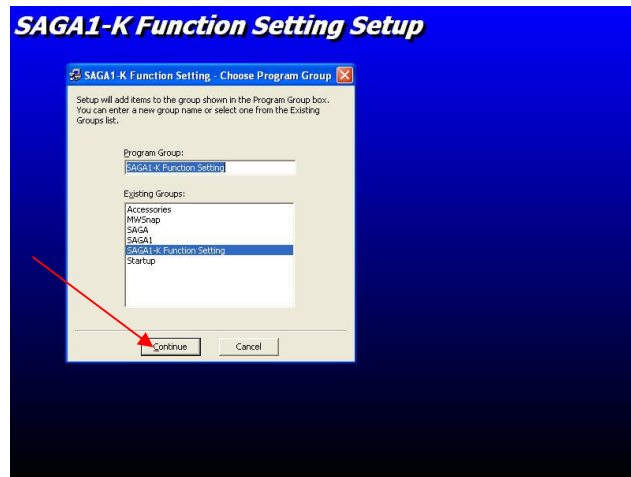 SAGA1-K Function Setting Setup
SAGA1-K Function Setting - Choose Program Group
Setup will add items to the group shown in the Program Group box.
You can enter a new group name or select one from the Existing
Groups list.
Program Group:
SAGA1-K Function Setting
Existing Groups:
Accessories
MWSnap
SAGA
SAGA1
SAGA1-K Function Setting
Startup
Continue
Cancel